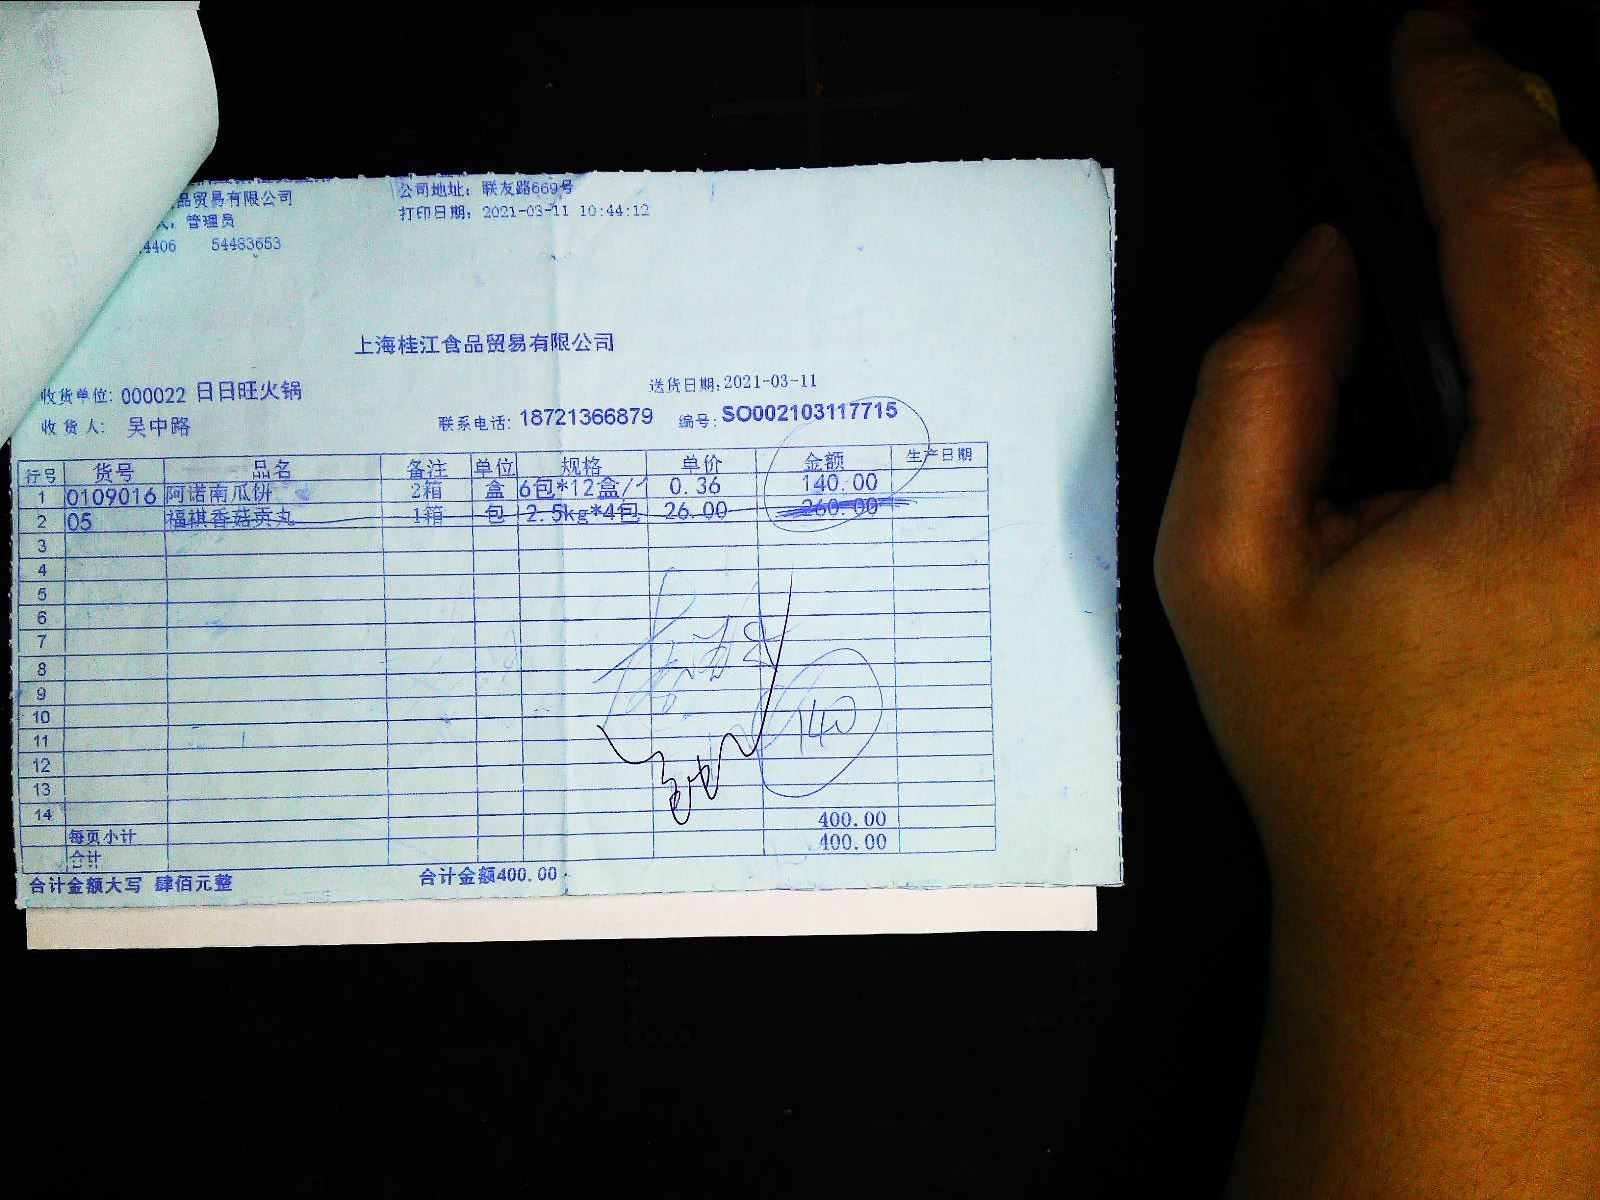 品贸易有限公司 公司地址：联友路669号
管理员 打印日期：2021-03-11 10:44:12
4406 54483653
上海桂江食品贸易有限公司
收货单位: 000022 日日旺火锅 送货日期:2021-03-11
收货人: 吴中路 联系电话: 18721366879 编号: SO002103117715
行号 货号 品名 备注 单位 规格 单价 金额 生产日期
1 0109016 阿诺南瓜饼 2箱 盒 6包*12盒/ 0.36 140.00
2 05 福祺香菇贡丸 1箱 包 2.5kg*4包 26.00 260.00
3
4
5
6
7
8
9
10
140
11
12
13
14
每页小计 400.00
合计 400.00
合计金额大写 肆佰元整 合计金额400.00